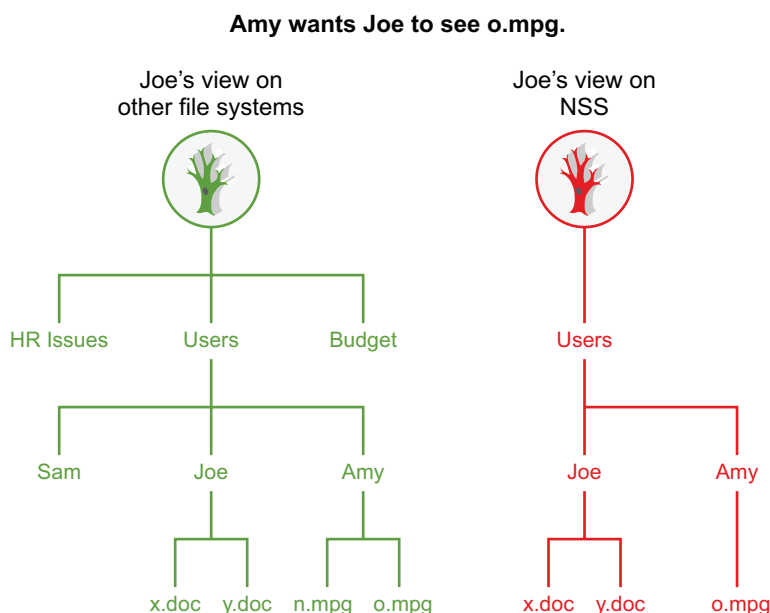 Amy wants Joe to see o.mpg.
Joe’s view on
other file systems
Joe’s view on
NSS
HR Issues
Users
Budget
Users
Sam
Joe
Amy
Joe
Amy
x.doc
y.doc
n.mpg
o.mpg
x.doc
y.doc
o.mpg